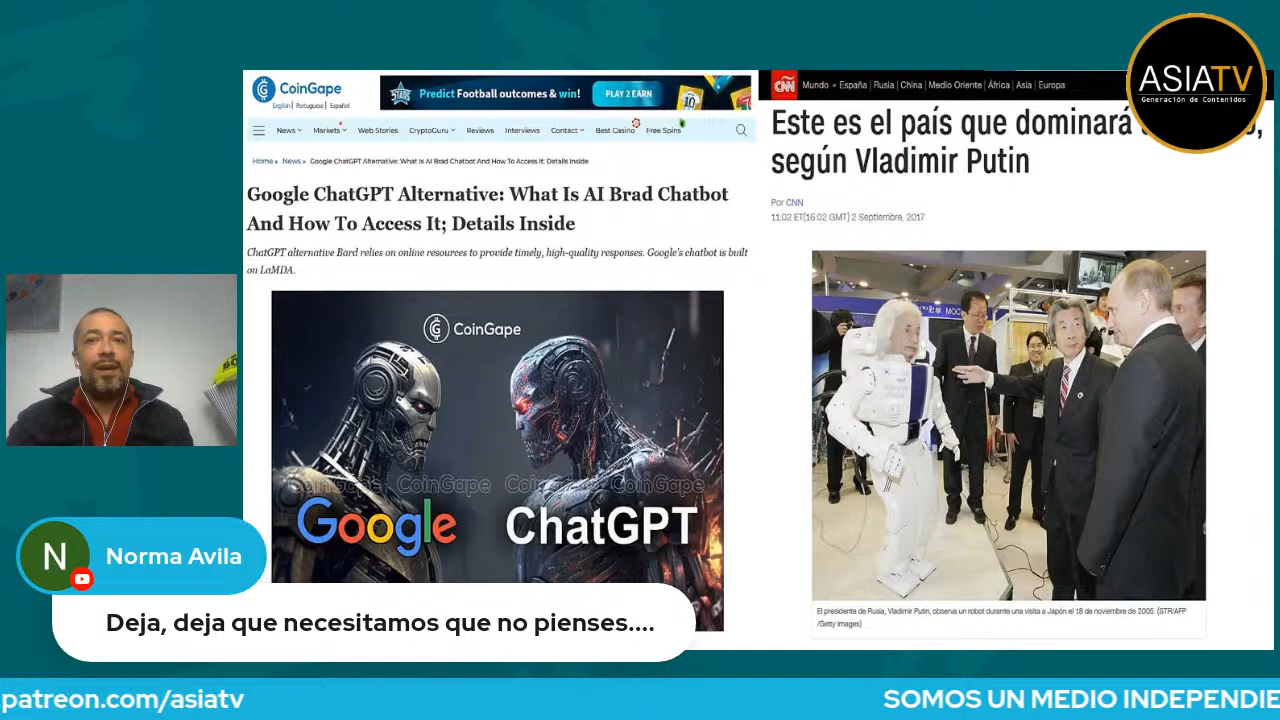 CoinGape
English Portuguese Español
STARS Predict Football outcomes & win! PLAY 2 EARN
News Markets Web Stories CryptoGuru Reviews Interviews Contact Best Casino Free Spins
Home » News » Google ChatGPT Alternative: What Is AI Brad Chatbot And How To Access It; Details Inside
Google ChatGPT Alternative: What Is AI Brad Chatbot
And How To Access It; Details Inside
ChatGPT alternative Bard relies on online resources to provide timely, high-quality responses. Google's chatbot is built
on LaMDA.
CoinGape
CoinGape CoinGape CoinGape CoinGape
Google ChatGPT
CNN Mundo España | Rusia | China | Medio Oriente | África | Asia | Europa
Este es el país que dominará
según Vladimir Putin
Por CNN
11:02 ET(16:02 GMT) 2 Septiembre, 2017
El presidente de Rusia, Vladimir Putin, observa un robot durante una visita a Japón el 18 de noviembre de 2005. (STR/AFP
/Getty Images)
ASIATV
Generación de Contenidos
N
Norma Avila
Deja, deja que necesitamos que no pienses....
patreon.com/asiatv
SOMOS UN MEDIO INDEPENDIE